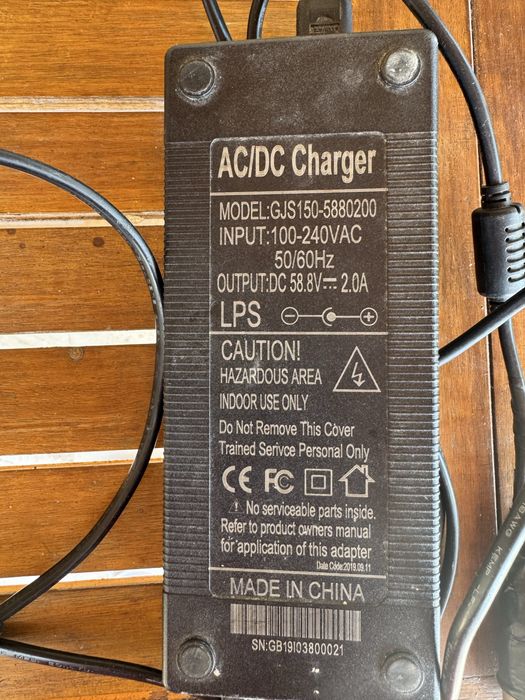 AC/DC Charger
MODEL:GJS150-5880200
INPUT:100-240VAC
50/60Hz
OUTPUT:DC 58.8V⎓2.0A
LPS
CAUTION!
HAZARDOUS AREA
INDOOR USE ONLY
Do Not Remove This Cover
Trained Serivce Personal Only
CE FC
No serviceable parts inside.
Refer to product owners manual
for application of this adapter
Date Code:2019.09.11
MADE IN CHINA
SN:GB19I03800021